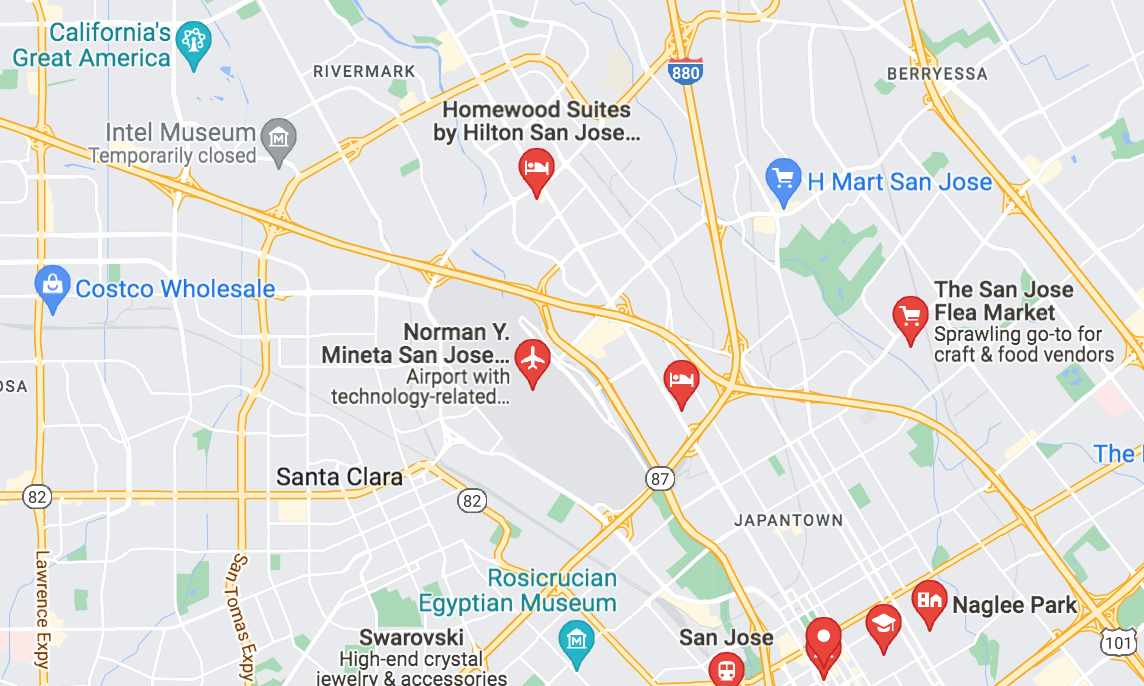 California's
Great America
RIVERMARK
880
BERRYESSA
Homewood Suites
by Hilton San Jose...
Intel Museum
Temporarily closed
H Mart San Jose
Costco Wholesale
The San Jose
Flea Market
Sprawling go-to for
craft & food vendors
Norman Y.
Mineta San Jose...
Airport with
technology-related...
OSA
The
Santa Clara
82
82
87
JAPANTOWN
Lawrence Expy
San Tomas Expy
Rosicrucian
Egyptian Museum
Naglee Park
Swarovski
High-end crystal
jewelry & accessories
San Jose
101